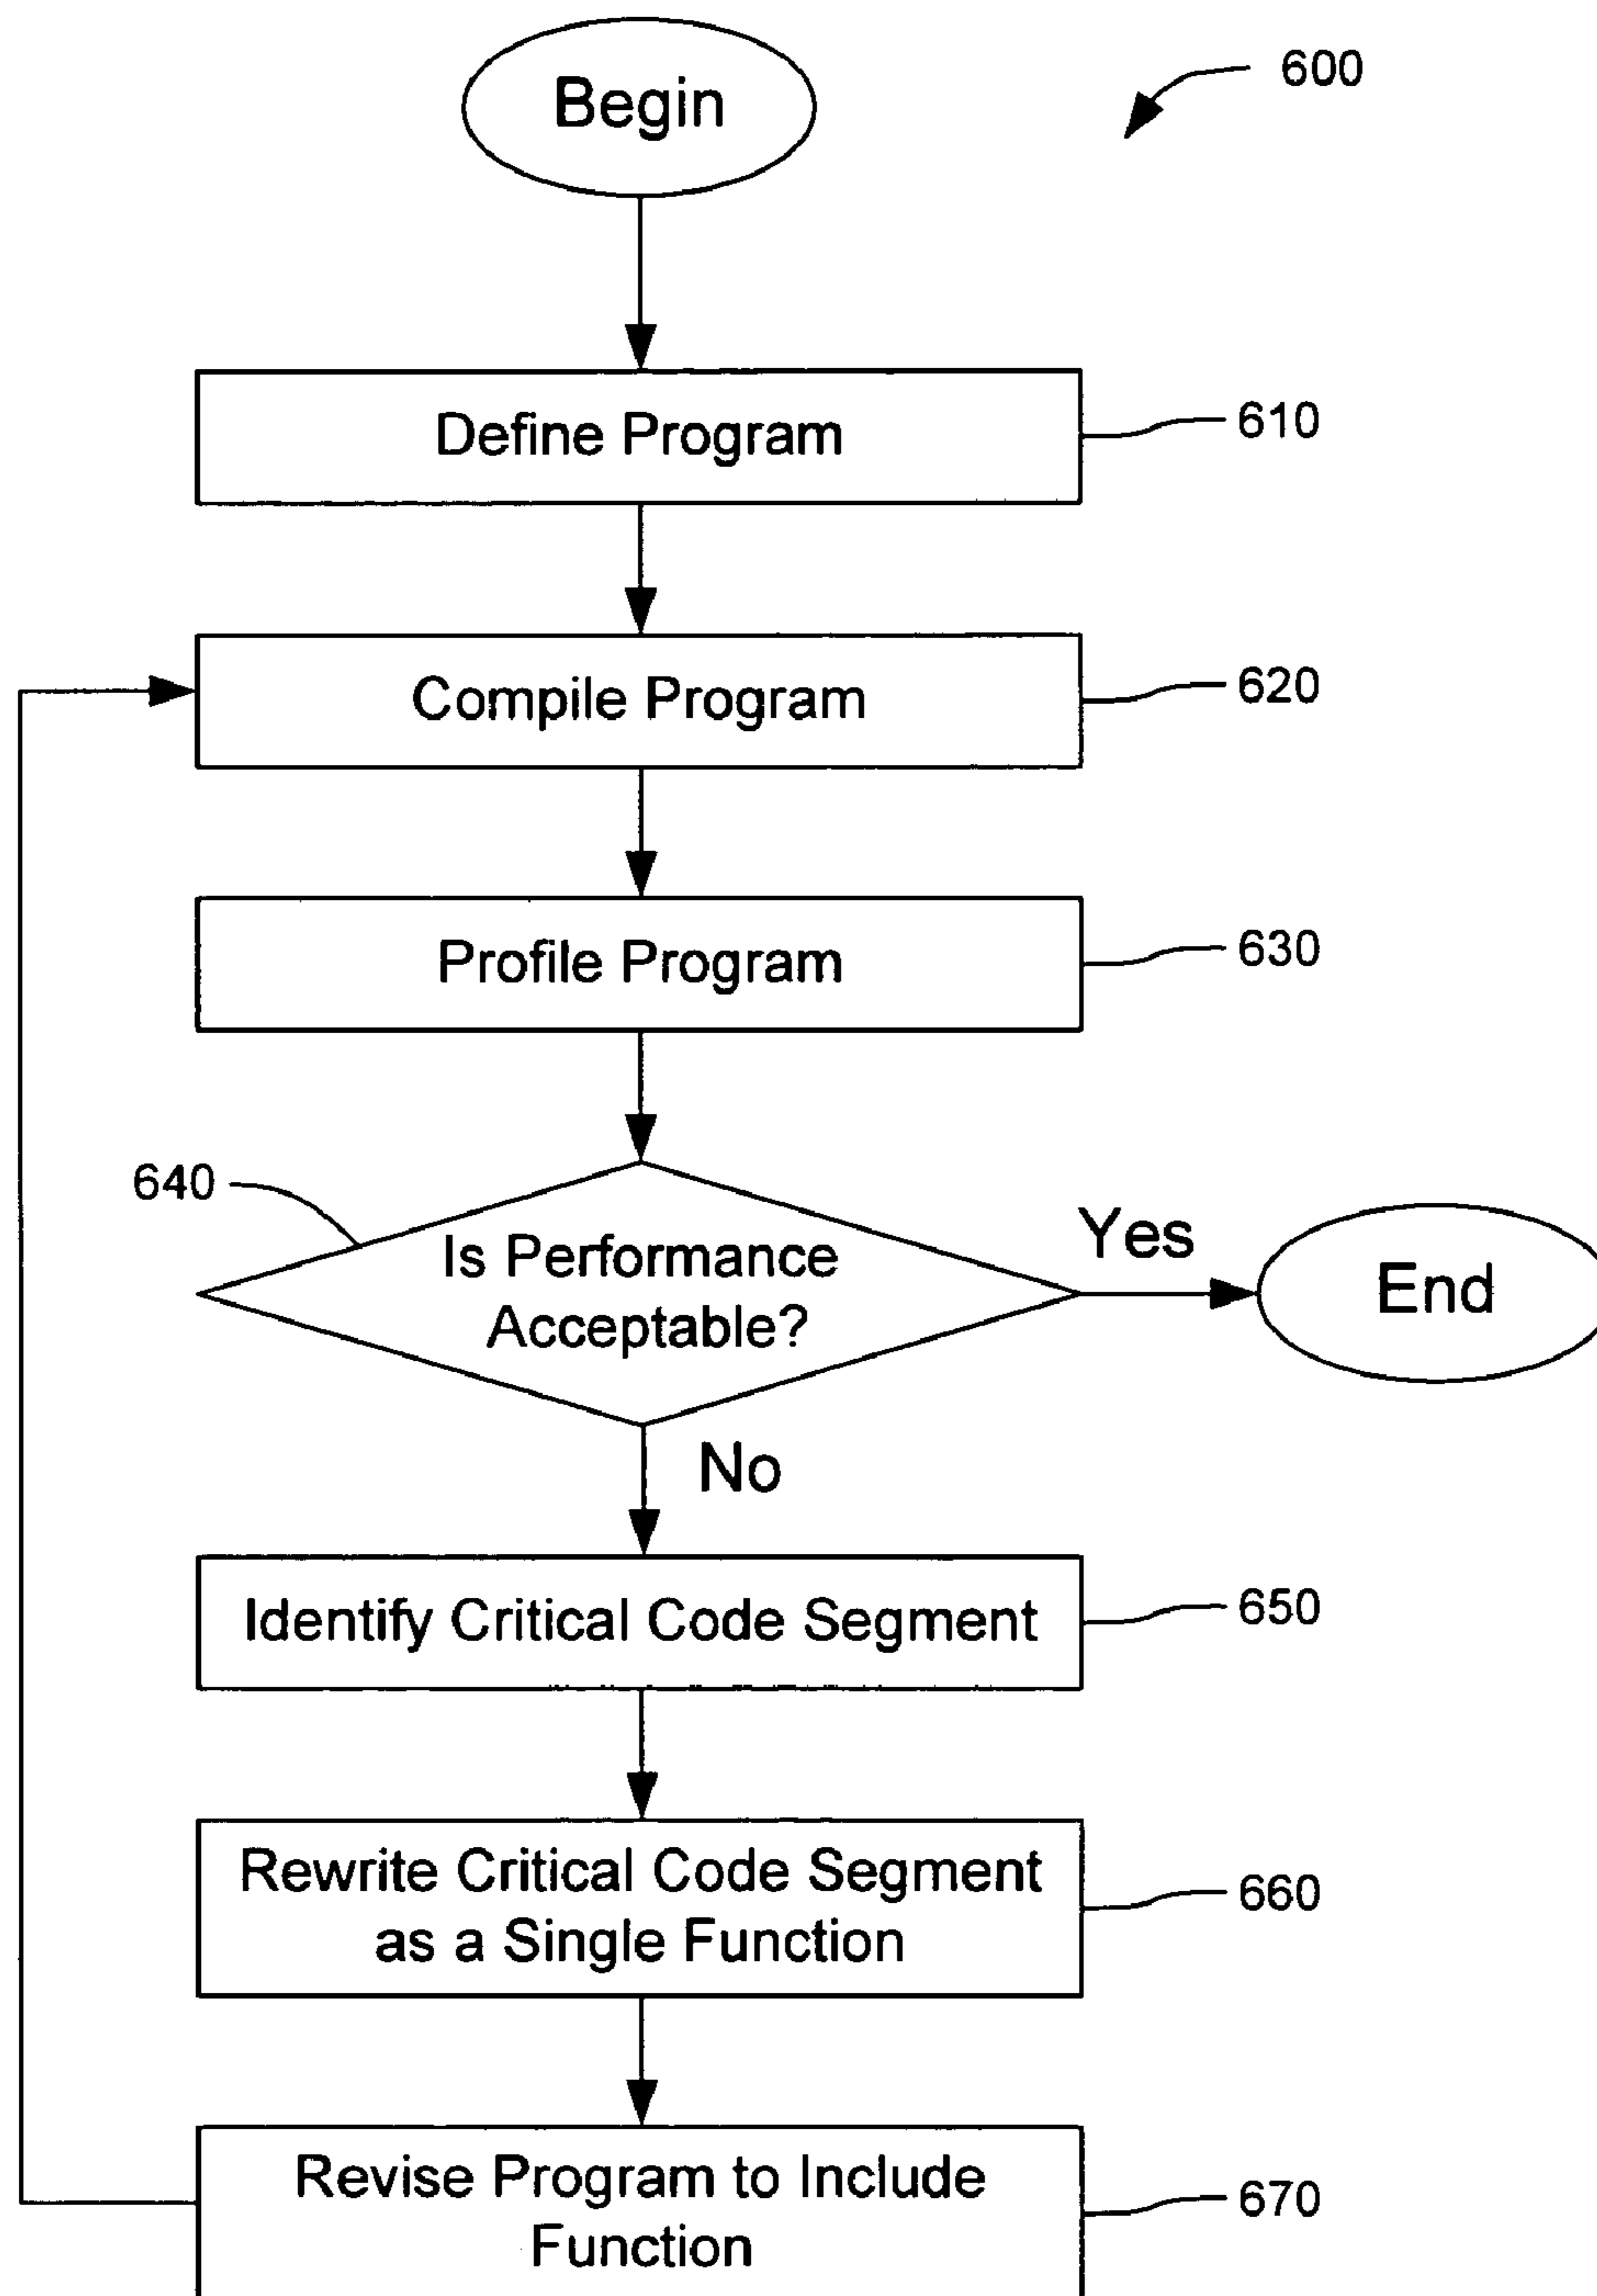 Begin
600
Define Program
610
Compile Program
620
Profile Program
630
640
Is Performance
Acceptable?
Yes
End
No
Identify Critical Code Segment
650
Rewrite Critical Code Segment
as a Single Function
660
Revise Program to Include
Function
670